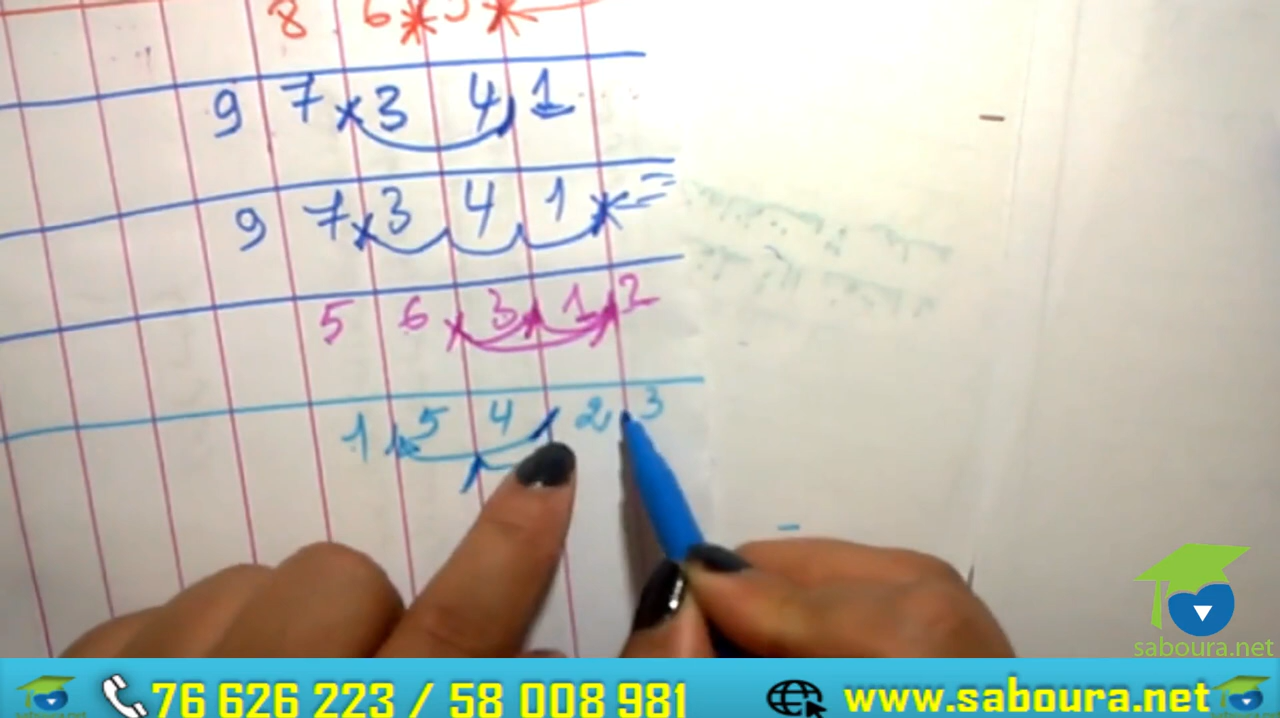 8 6 5
9 7 3 4 1
9 7 3 4 1 =
5 6 3 1 2
1 5 4 2 3
saboura.net
76 626 223 / 58 008 981
www.saboura.net